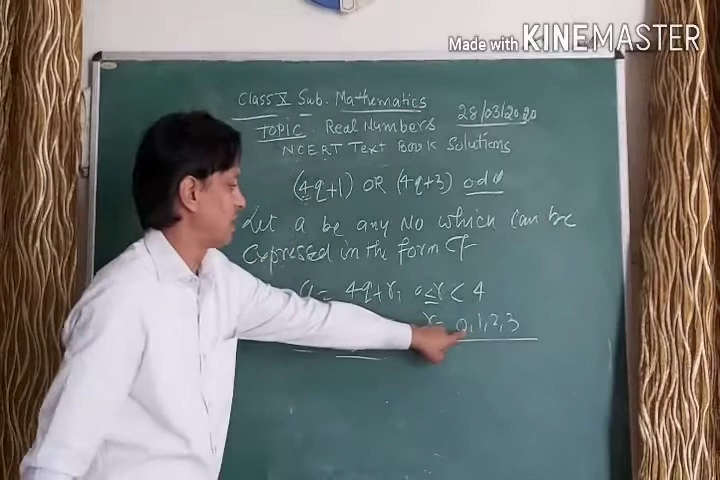 Made with KINEMASTER
Class X Sub. Mathematics 28/03/2020
TOPIC. Real Numbers
NCERT Text Book Solutions
(4q+1) OR (4q+3) odd
Let a be any No which can be
Expressed in the form of
a = 4q+r, 0≤r<4
r= 0,1,2,3